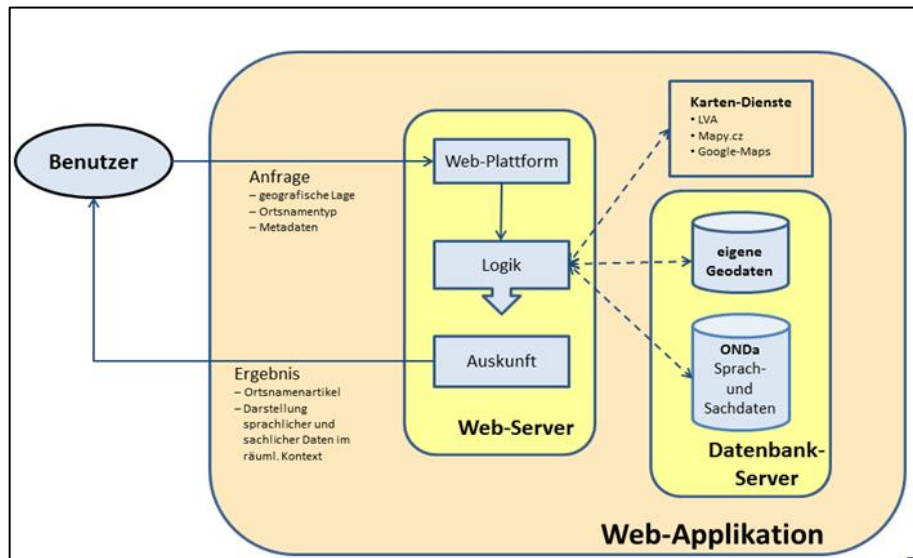 Benutzer
Anfrage
– geografische Lage
– Ortsnamentyp
– Metadaten
Web-Plattform
Logik
Auskunft
Web-Server
Ergebnis
– Ortsnamenartikel
– Darstellung
sprachlicher und
sachlicher Daten im
räuml. Kontext
Karten-Dienste
• LVA
• Mapy.cz
• Google-Maps
eigene
Geodaten
ONDa
Sprach-
und
Sachdaten
Datenbank-
Server
Web-Applikation